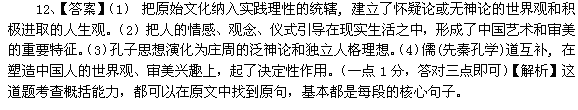 12、【答案】(1) 把原始文化纳入实践理性的统辖, 建立了怀疑论或无神论的世界观和积
极进取的人生观。(2) 把人的情感、观念、仪式引导在现实生活之中, 形成了中国艺术和审美
的重要特征。(3)孔子思想演化为庄周的泛神论和独立人格理想。(4)儒(先秦孔学)道互补, 在
塑造中国人的世界观、审美兴趣上, 起了决定性作用。(一点 1 分, 答对三点即可)【解析】这
道题考查概括能力, 都可以在原文中找到原句, 基本都是每段的核心句子。